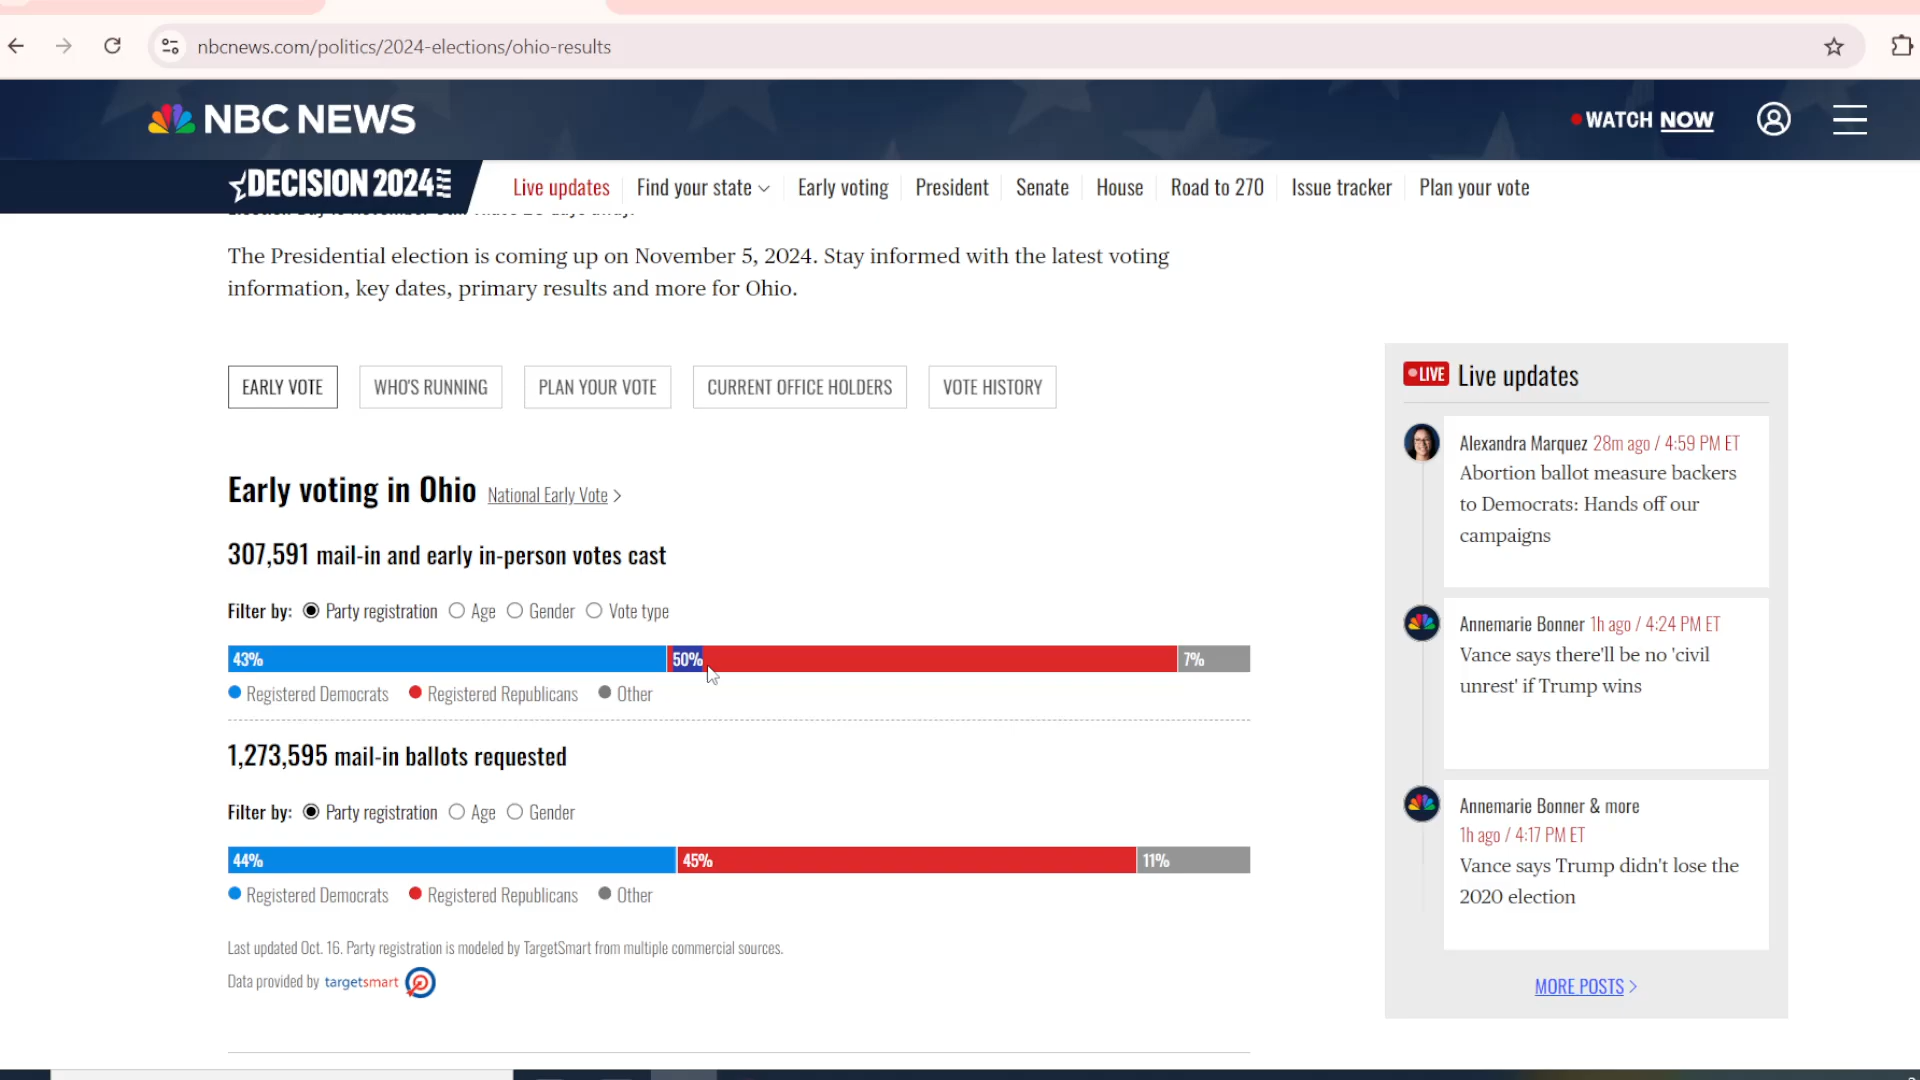 nbcnews.com/politics/2024-elections/ohio-results
NBC NEWS
WATCH NOW
DECISION 2024
Live updates
Find your state
Early voting
President
Senate
House
Road to 270
Issue tracker
Plan your vote
The Presidential election is coming up on November 5, 2024. Stay informed with the latest voting
information, key dates, primary results and more for Ohio.
EARLY VOTE
WHO'S RUNNING
PLAN YOUR VOTE
CURRENT OFFICE HOLDERS
VOTE HISTORY
Early voting in Ohio National Early Vote
307,591 mail-in and early in-person votes cast
Filter by: Party registration Age Gender Vote type
43% 50% 7%
Registered Democrats Registered Republicans Other
1,273,595 mail-in ballots requested
Filter by: Party registration Age Gender
44% 45% 11%
Registered Democrats Registered Republicans Other
Last updated Oct. 16. Party registration is modeled by TargetSmart from multiple commercial sources.
Data provided by targetsmart
LIVE Live updates
Alexandra Marquez 28m ago / 4:59 PM ET
Abortion ballot measure backers
to Democrats: Hands off our
campaigns
Annemarie Bonner 1h ago / 4:24 PM ET
Vance says there'll be no 'civil
unrest' if Trump wins
Annemarie Bonner & more
1h ago / 4:17 PM ET
Vance says Trump didn't lose the
2020 election
MORE POSTS